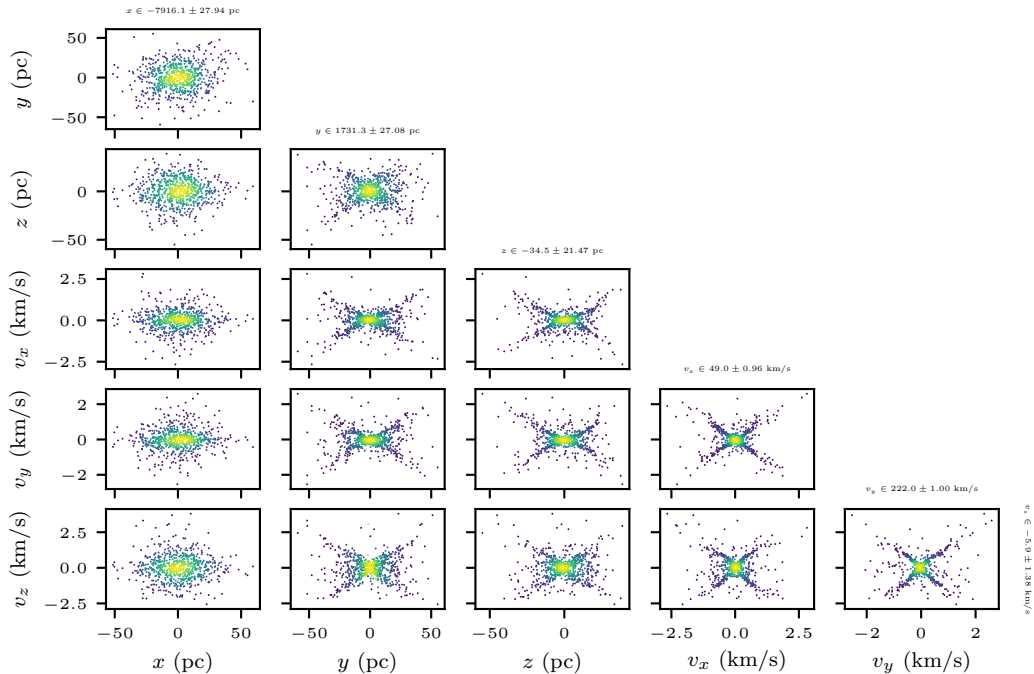 x ∈ −7916.1 ± 27.94 pc
y (pc)
50
0
−50
y ∈ 1731.3 ± 27.08 pc
z (pc)
0
−50
z ∈ −34.5 ± 21.47 pc
v_x (km/s)
2.5
0.0
−2.5
v_x ∈ 49.0 ± 0.96 km/s
v_y (km/s)
2
0
−2
v_y ∈ 222.0 ± 1.00 km/s
v_z (km/s)
2.5
0.0
−2.5
v_z ∈ −5.9 ± 1.38 km/s
−50 0 50 −50 0 50 0 −2.5 0.0 2.5 −2 0 2
x (pc) y (pc) z (pc) v_x (km/s) v_y (km/s)